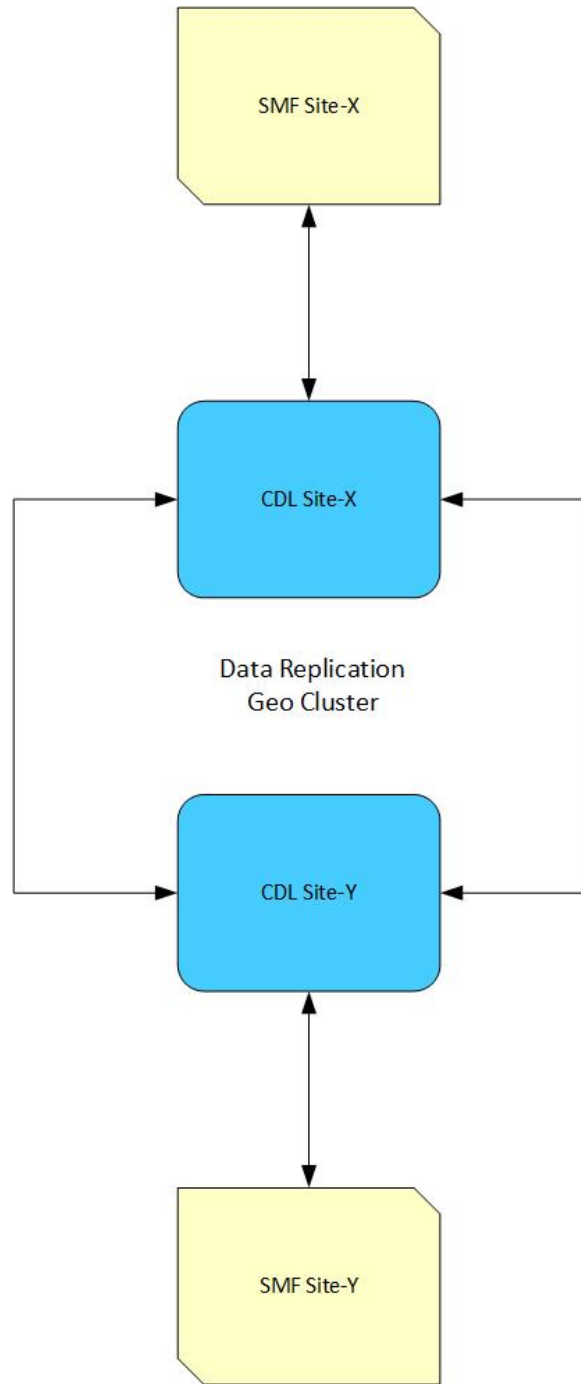 SMF Site-X
CDL Site-X
Data Replication
Geo Cluster
CDL Site-Y
SMF Site-Y